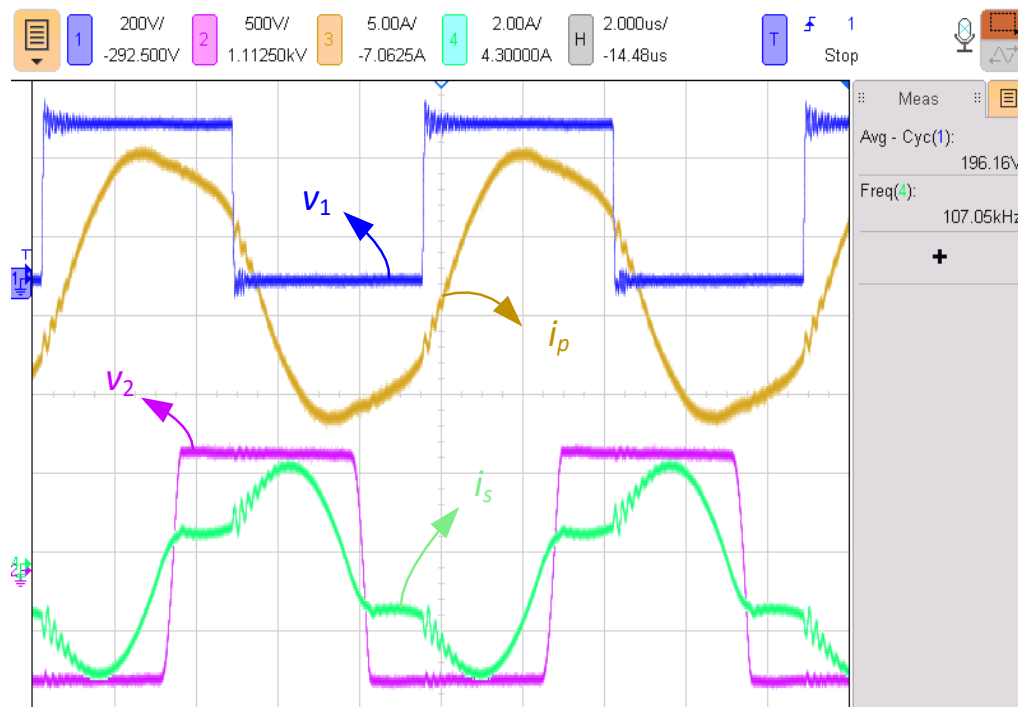 1 200V/ 2 500V/ 3 5.00A/ 4 2.00A/ H 2.000us/ T 1
-292.500V 1.11250kV -7.0625A 4.30000A -14.48us Stop
Meas
Avg - Cyc(1):
196.16V
Freq(4):
107.05kHz
+
v1
T
1
ip
v2
is